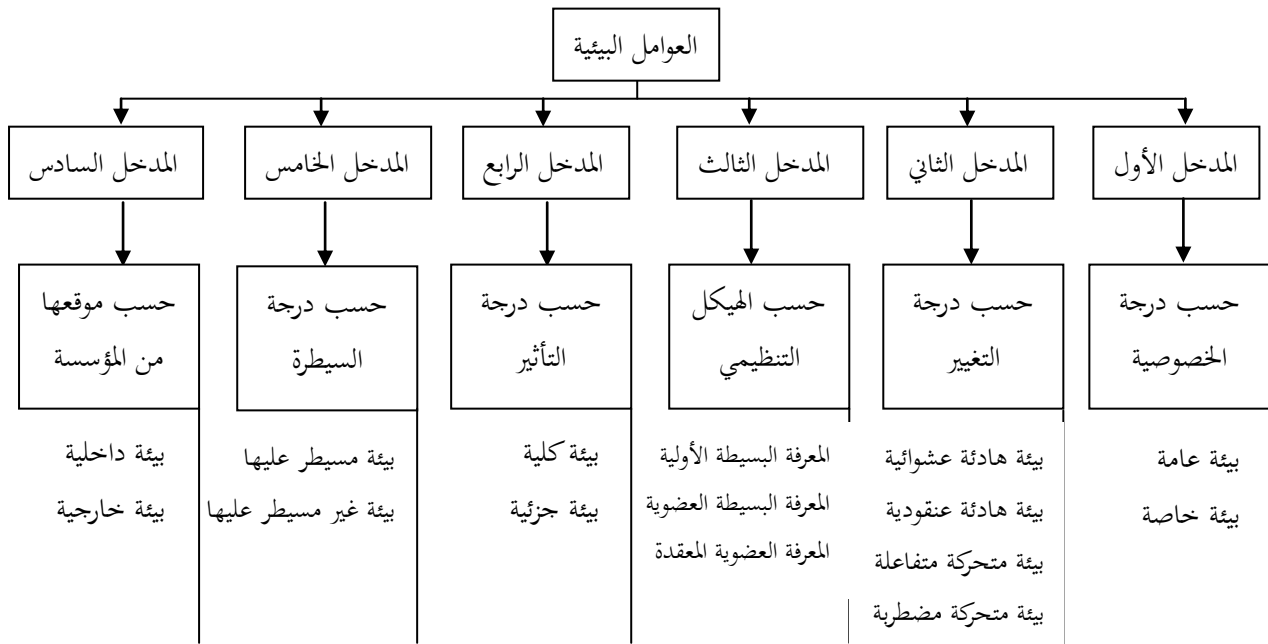 العوامل البيئية
المدخل الأول
المدخل الثاني
المدخل الثالث
المدخل الرابع
المدخل الخامس
المدخل السادس
حسب درجة
الخصوصية
حسب درجة
التغيير
حسب الهيكل
التنظيمي
حسب درجة
التأثير
حسب درجة
السيطرة
حسب موقعها
من المؤسسة
بيئة عامة
بيئة خاصة
بيئة هادئة عشوائية
بيئة هادئة عنقودية
بيئة متحركة متفاعلة
بيئة متحركة مضطربة
المعرفة البسيطة الأولية
المعرفة البسيطة العضوية
المعرفة العضوية المعقدة
بيئة كلية
بيئة جزئية
بيئة مسيطر عليها
بيئة غير مسيطر عليها
بيئة داخلية
بيئة خارجية